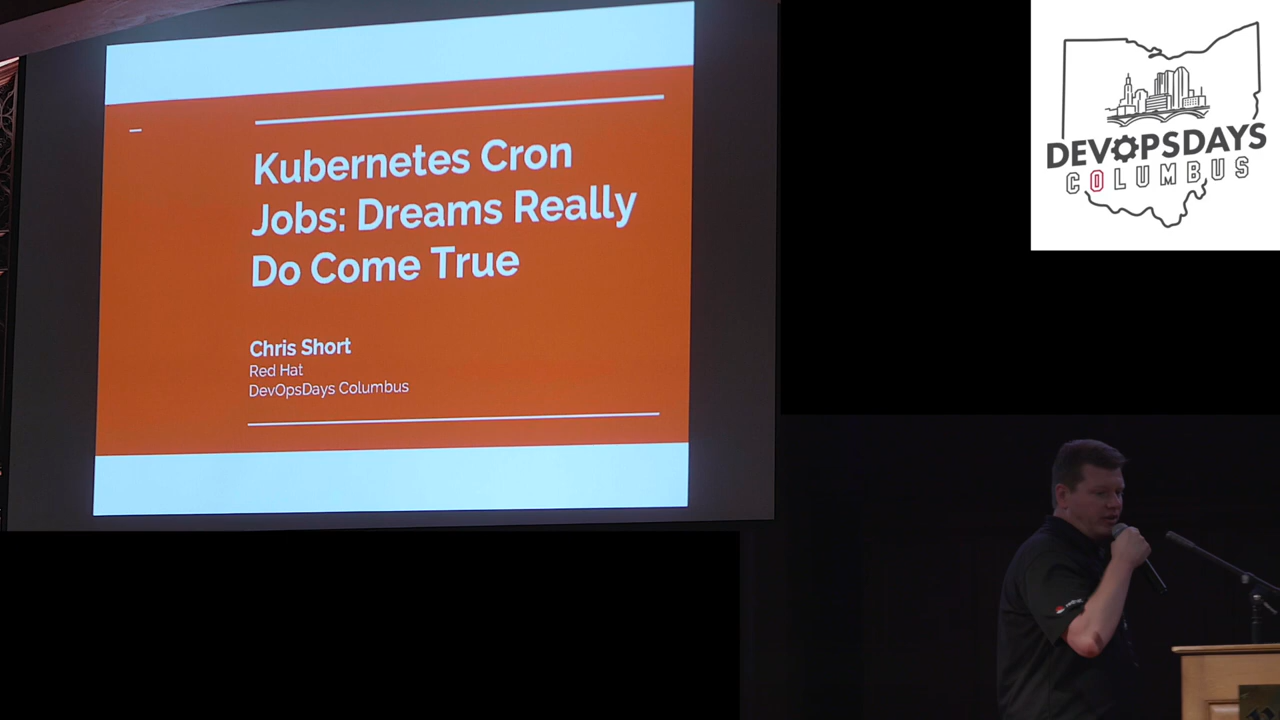 Kubernetes Cron
Jobs: Dreams Really
Do Come True
Chris Short
Red Hat
DevOpsDays Columbus
DEVOPSDAYS
COLUMBUS